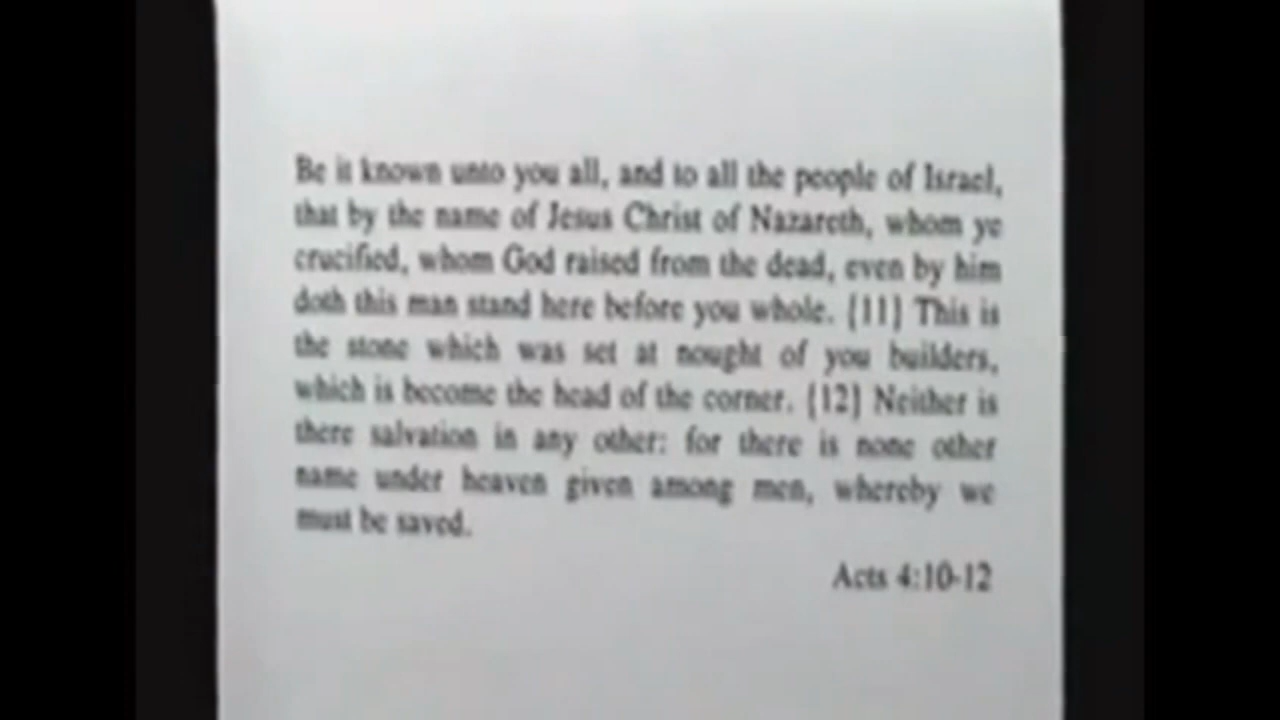 Be it known unto you all, and to all the people of Israel,
that by the name of Jesus Christ of Nazareth, whom ye
crucified, whom God raised from the dead, even by him
doth this man stand here before you whole. {11} This is
the stone which was set at nought of you builders,
which is become the head of the corner. {12} Neither is
there salvation in any other: for there is none other
name under heaven given among men, whereby we
must be saved.
Acts 4:10-12